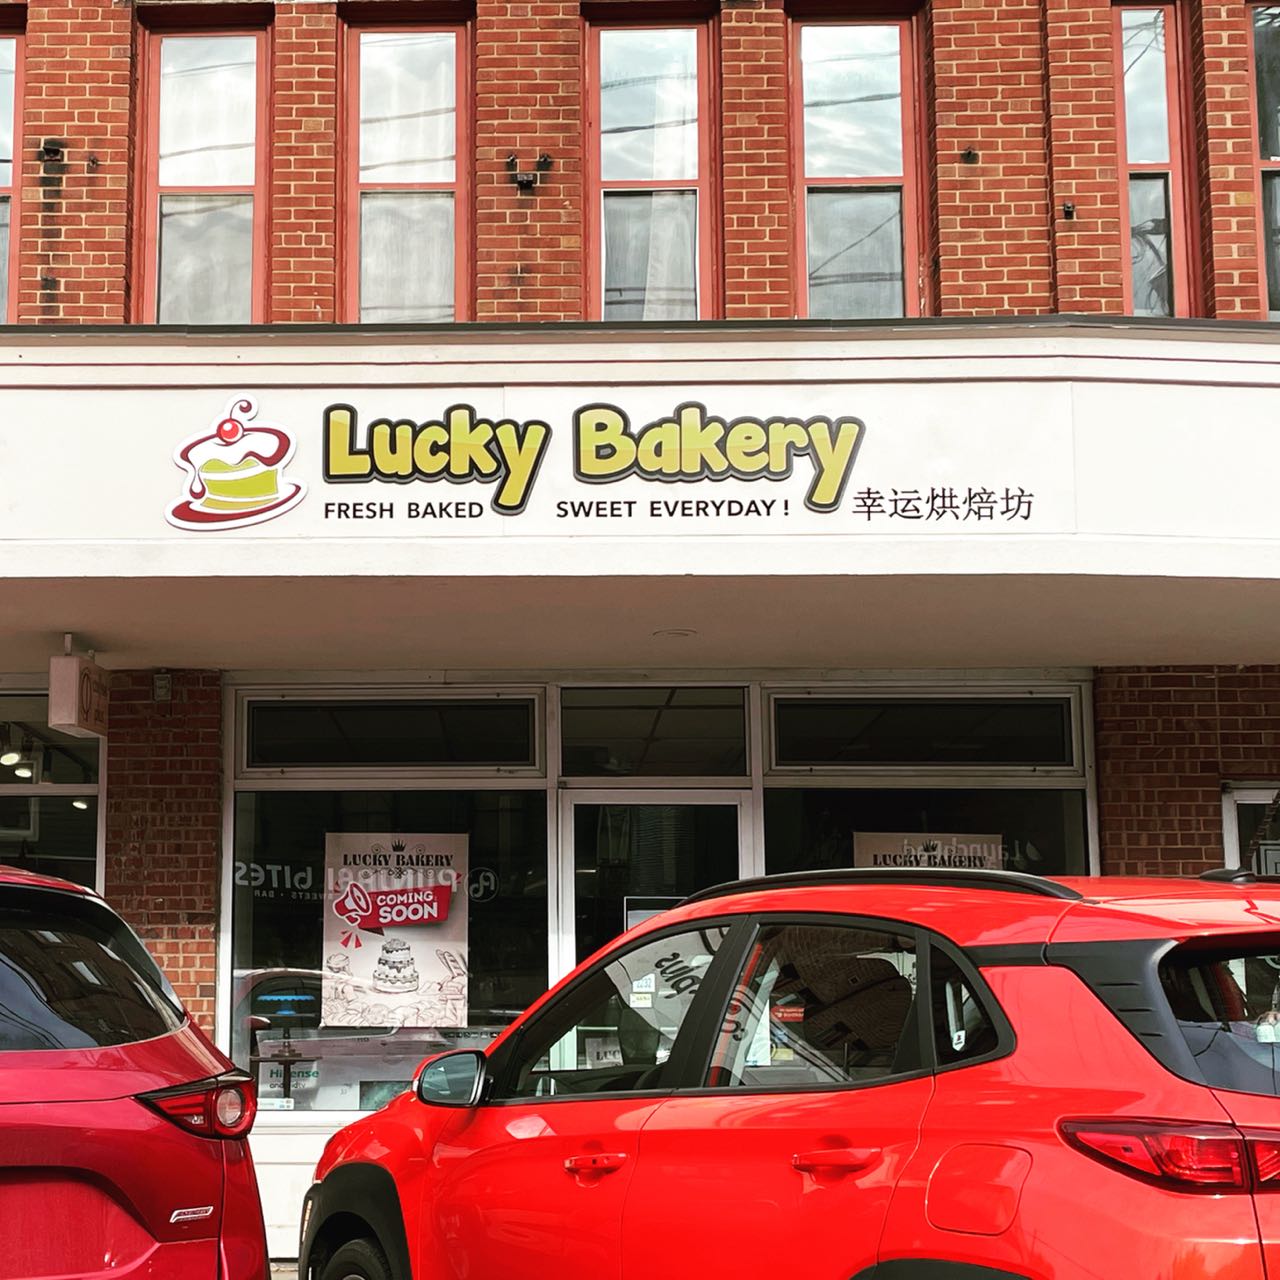 Lucky Bakery
FRESH BAKED SWEET EVERYDAY!
幸运烘焙坊
LUCKY BAKERY
COMING
SOON
LUCKY BAKERY
Hisense